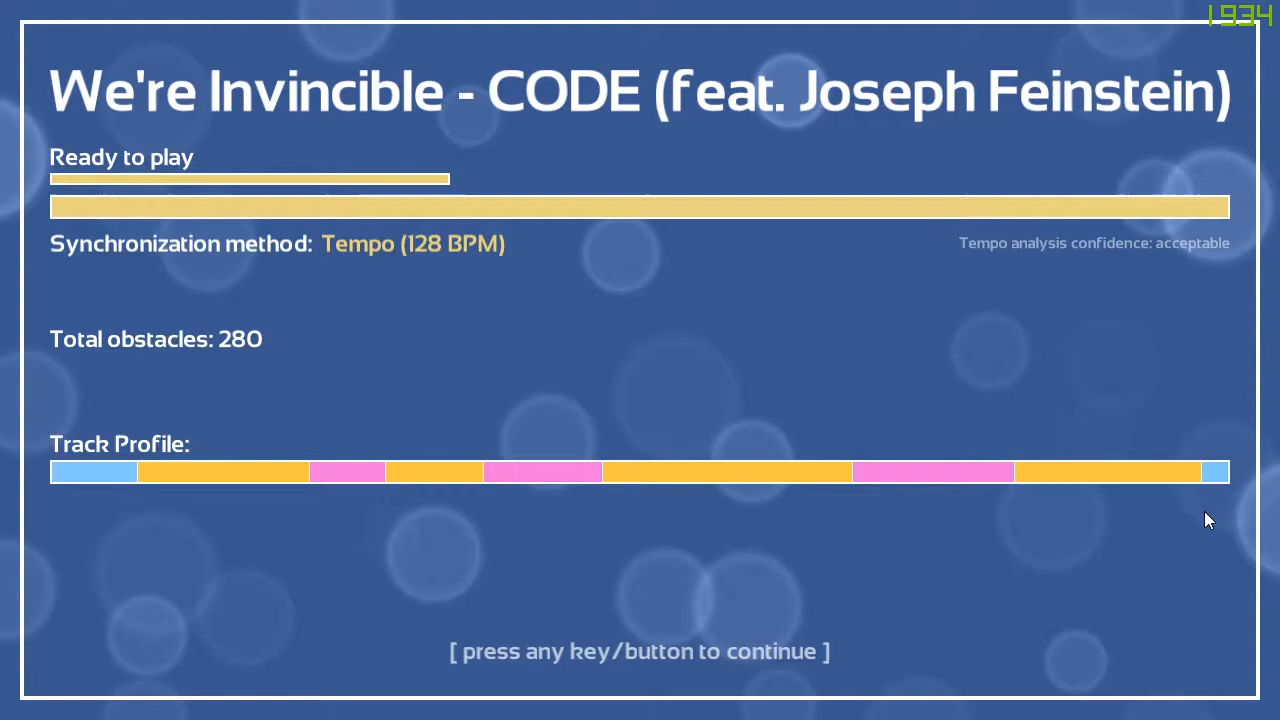 1934
We're Invincible - CODE (feat. Joseph Feinstein)
Ready to play
Synchronization method: Tempo (128 BPM)
Tempo analysis confidence: acceptable
Total obstacles: 280
Track Profile:
[ press any key/button to continue ]